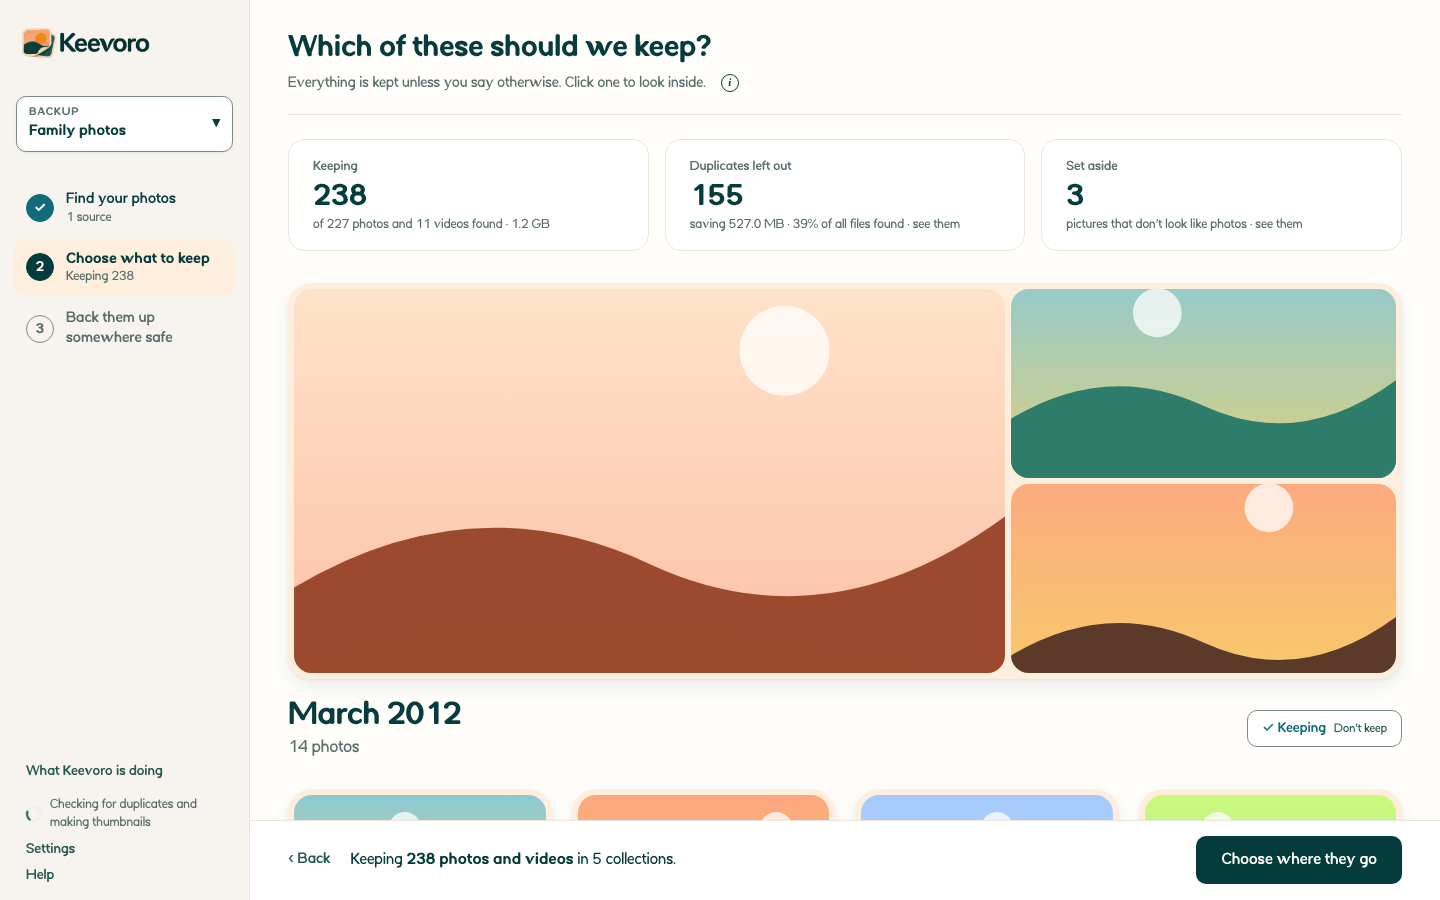 Keevoro
BACKUP
Family photos
Find your photos
1 source
2
Choose what to keep
Keeping 238
3
Back them up
somewhere safe
What Keevoro is doing
Checking for duplicates and
making thumbnails
Settings
Help
Which of these should we keep?
Everything is kept unless you say otherwise. Click one to look inside.
i
Keeping
238
of 227 photos and 11 videos found · 1.2 GB
Duplicates left out
155
saving 527.0 MB · 39% of all files found · see them
Set aside
3
pictures that don't look like photos · see them
March 2012
14 photos
✓ Keeping Don't keep
‹ Back
Keeping 238 photos and videos in 5 collections.
Choose where they go